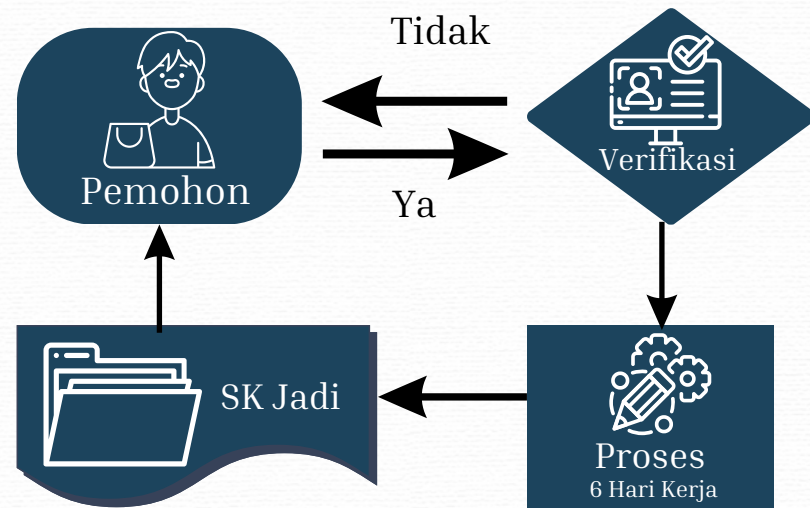 Tidak
Pemohon
Verifikasi
Ya
SK Jadi
Proses
6 Hari Kerja